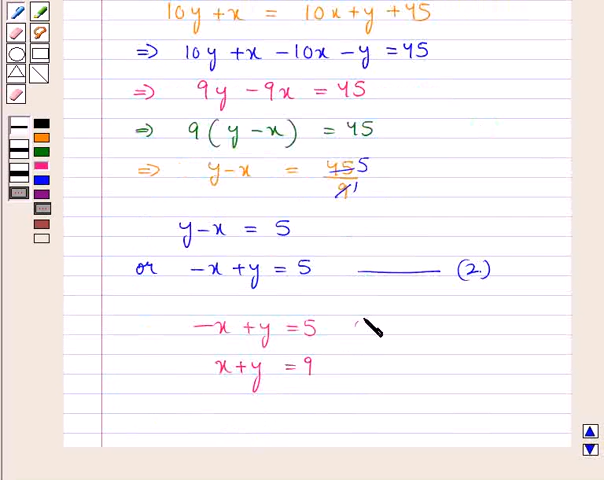 10y + x = 10x + y + 45
⇒ 10y + x - 10x - y = 45
⇒ 9y - 9x = 45
⇒ 9(y - x) = 45
⇒ y - x = 45/9 5 1
y - x = 5
or -x + y = 5 ——— (2.)
-x + y = 5
x + y = 9